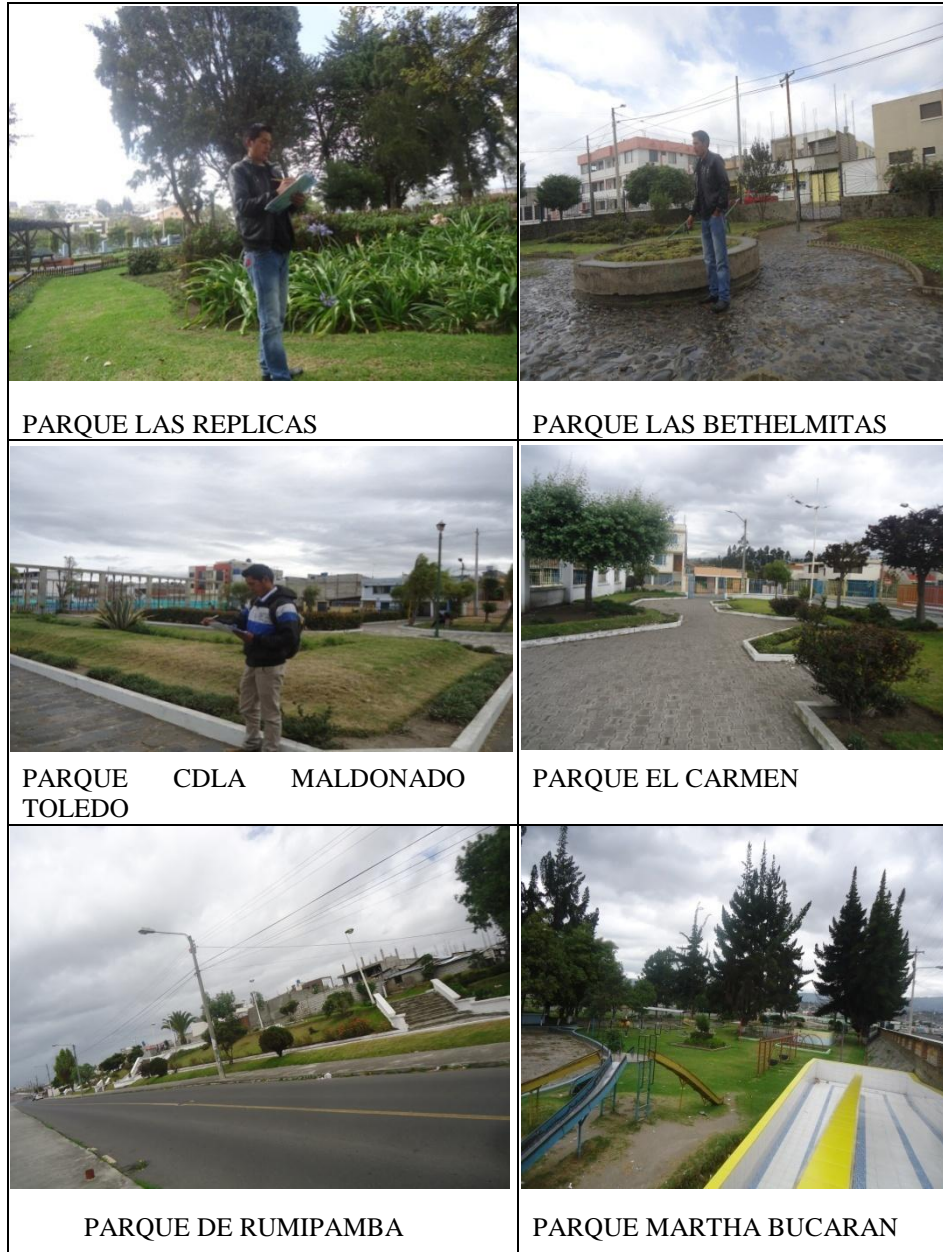 PARQUE LAS REPLICAS
PARQUE LAS BETHELMITAS
PARQUE CDLA MALDONADO
TOLEDO
PARQUE EL CARMEN
PARQUE DE RUMIPAMBA
PARQUE MARTHA BUCARAN